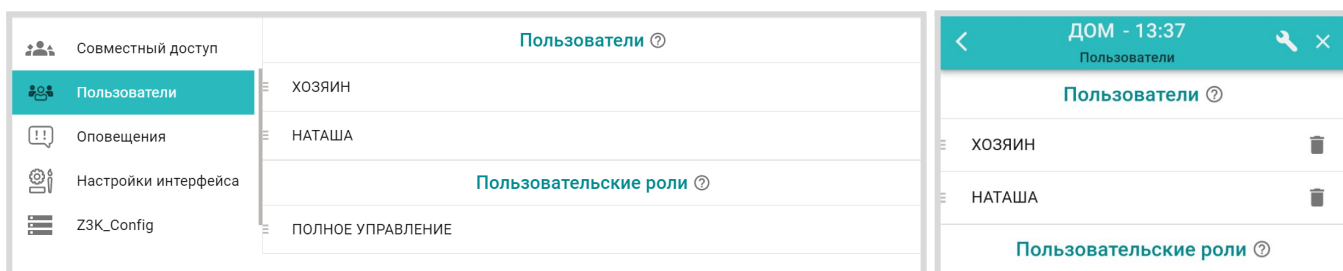 Совместный доступ
Пользователи
Оповещения
Настройки интерфейса
Z3K_Config
Пользователи
ХОЗЯИН
НАТАША
Пользовательские роли
ПОЛНОЕ УПРАВЛЕНИЕ
ДОМ - 13:37
Пользователи
Пользователи
ХОЗЯИН
НАТАША
Пользовательские роли